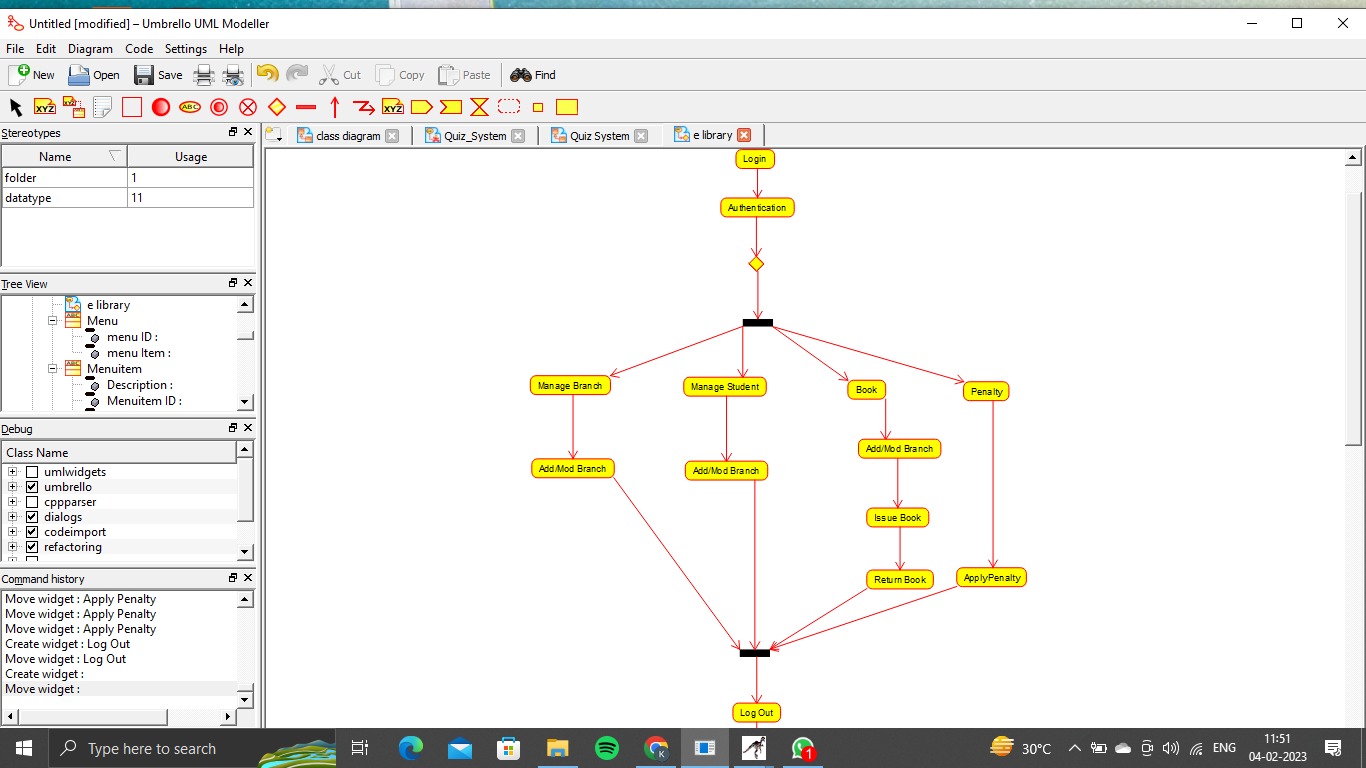 Untitled [modified] – Umbrello UML Modeller
File Edit Diagram Code Settings Help
New Open Save Cut Copy Paste Find
XYZ XYZ ABC XYZ
Stereotypes
Name Usage
folder 1
datatype 11
Tree View
e library
Menu
menu ID :
menu Item :
Menuitem
Description :
Menuitem ID :
Debug
Class Name
umlwidgets
umbrello
cppparser
dialogs
codeimport
refactoring
Command history
Move widget : Apply Penalty
Move widget : Apply Penalty
Move widget : Apply Penalty
Create widget : Log Out
Move widget : Log Out
Create widget :
Move widget :
class diagram Quiz_System Quiz System e library
Login
Authentication
Manage Branch Manage Student Book Penalty
Add/Mod Branch
Add/Mod Branch Add/Mod Branch
Issue Book
Return Book ApplyPenalty
Log Out
Type here to search
1
30°C
ENG
11:51
04-02-2023